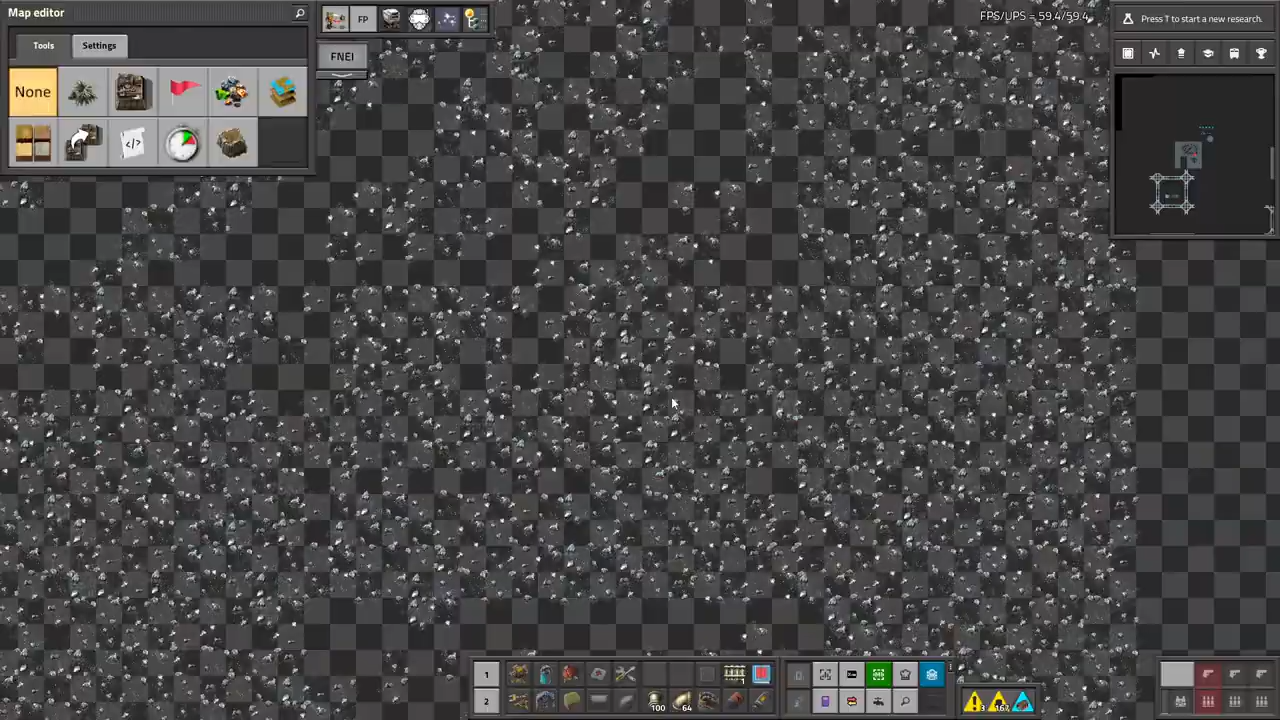 Map editor
Tools
Settings
None
</>
FP
FNEI
FPS/UPS = 59.4/59.4
Press T to start a new research.
1
2
100
64